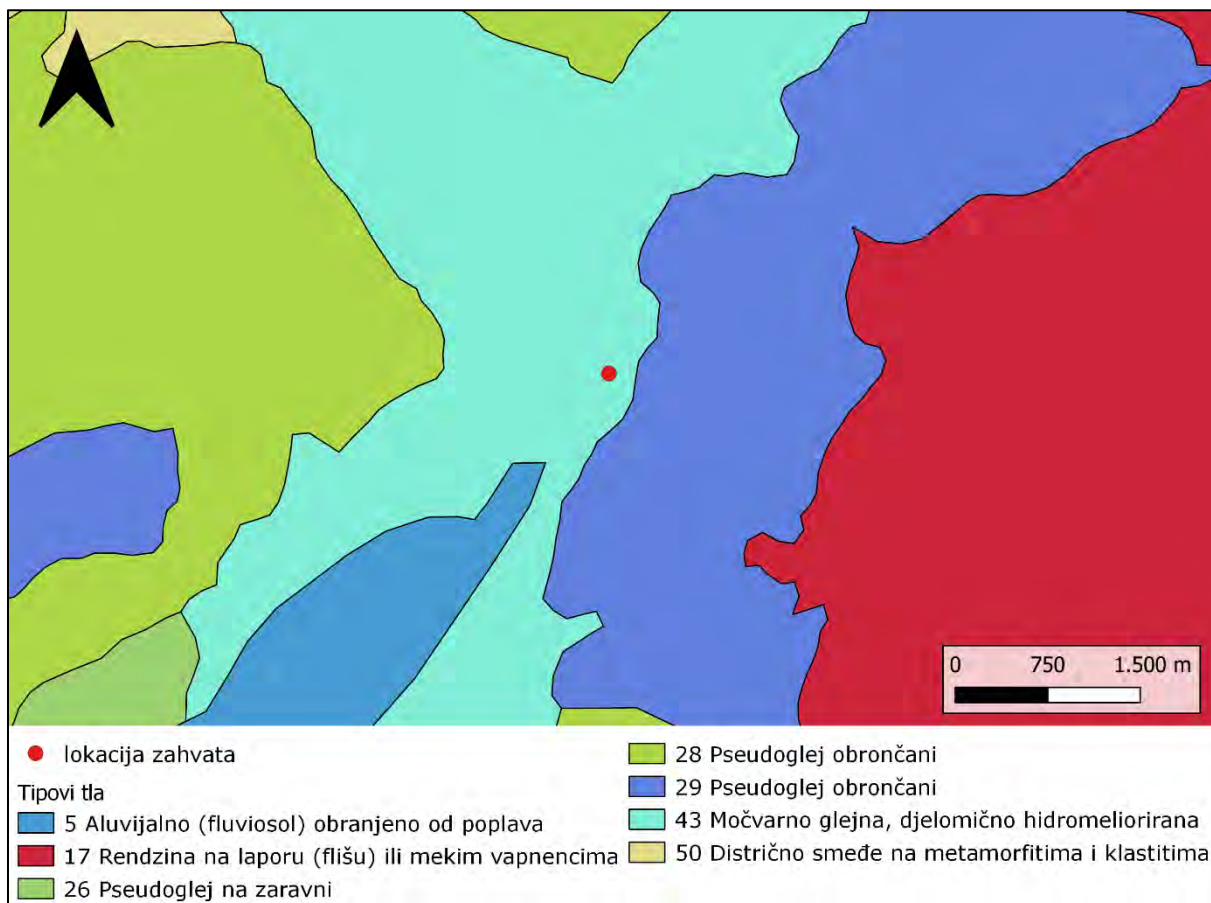 0 750 1.500 m
lokacija zahvata
Tipovi tla
5 Aluvijalno (fluviosol) obranjeno od poplava
17 Rendzina na laporu (flišu) ili mekim vapnencima
26 Pseudoglej na zaravni
28 Pseudoglej obrončani
29 Pseudoglej obrončani
43 Močvarno glejna, djelomično hidromeliorirana
50 Distrično smeđe na metamorfitima i klastitima